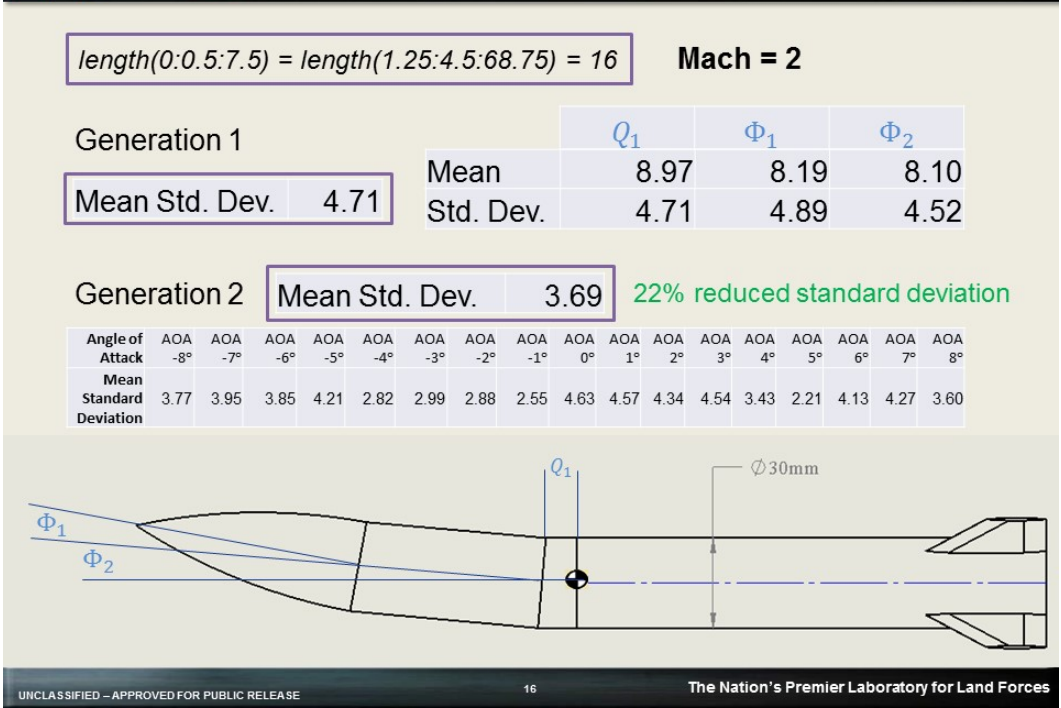 length(0:0.5:7.5) = length(1.25:4.5:68.75) = 16
Mach = 2
Generation 1
Mean Std. Dev. 4.71
Q₁ Φ₁ Φ₂
Mean 8.97 8.19 8.10
Std. Dev. 4.71 4.89 4.52
Generation 2
Mean Std. Dev. 3.69
22% reduced standard deviation
Angle of AOA AOA AOA AOA AOA AOA AOA AOA AOA AOA AOA AOA AOA AOA AOA AOA AOA
Attack -8° -7° -6° -5° -4° -3° -2° -1° 0° 1° 2° 3° 4° 5° 6° 7° 8°
Mean
Standard 3.77 3.95 3.85 4.21 2.82 2.99 2.88 2.55 4.63 4.57 4.34 4.54 3.43 2.21 4.13 4.27 3.60
Deviation
Q₁
∅30mm
Φ₁
Φ₂
UNCLASSIFIED – APPROVED FOR PUBLIC RELEASE
16
The Nation's Premier Laboratory for Land Forces